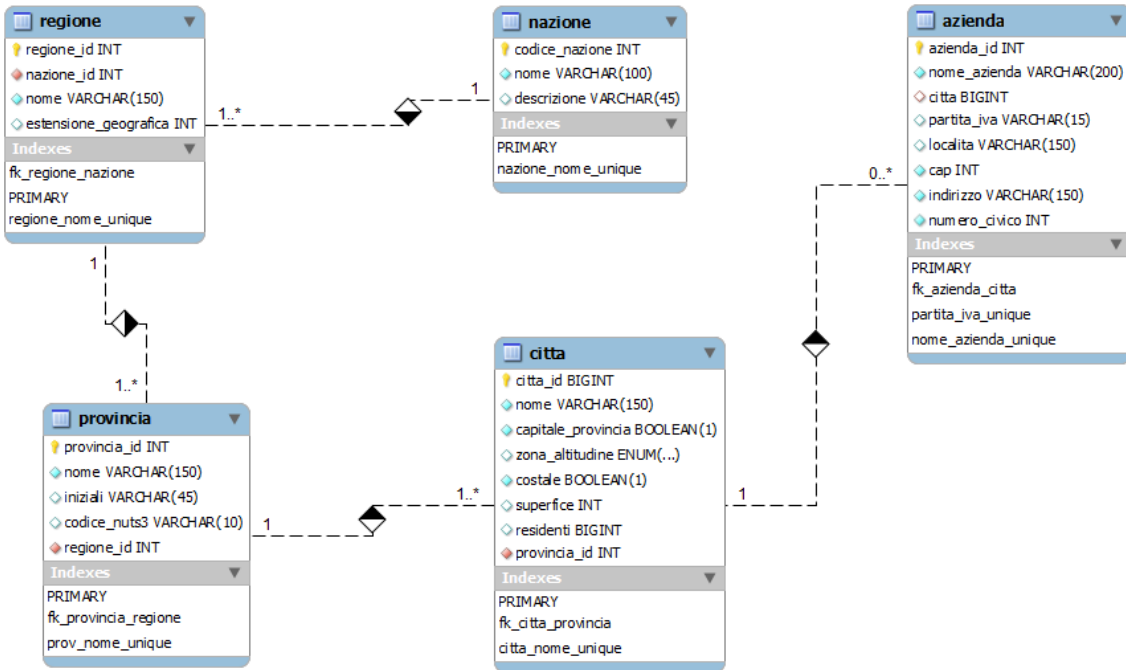 regione
regione_id INT
nazione_id INT
nome VARCHAR(150)
estensione_geografica INT
Indexes
fk_regione_nazione
PRIMARY
regione_nome_unique
1..*
1
nazione
codice_nazione INT
nome VARCHAR(100)
descrizione VARCHAR(45)
Indexes
PRIMARY
nazione_nome_unique
azienda
azienda_id INT
nome_azienda VARCHAR(200)
citta BIGINT
partita_iva VARCHAR(15)
localita VARCHAR(150)
cap INT
indirizzo VARCHAR(150)
numero_civico INT
Indexes
PRIMARY
fk_azienda_citta
partita_iva_unique
nome_azienda_unique
0..*
1
1..*
provincia
provincia_id INT
nome VARCHAR(150)
iniziali VARCHAR(45)
codice_nuts3 VARCHAR(10)
regione_id INT
Indexes
PRIMARY
fk_provincia_regione
prov_nome_unique
1
1..*
citta
citta_id BIGINT
nome VARCHAR(150)
capitale_provincia BOOLEAN(1)
zona_altitudine ENUM(...)
costale BOOLEAN(1)
superfice INT
residenti BIGINT
provincia_id INT
Indexes
PRIMARY
fk_citta_provincia
citta_nome_unique
1